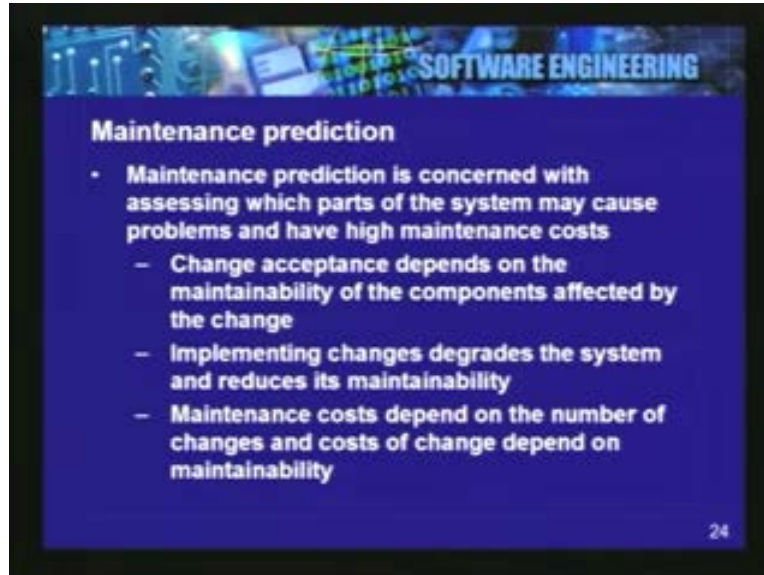 SOFTWARE ENGINEERING
Maintenance prediction
• Maintenance prediction is concerned with
assessing which parts of the system may cause
problems and have high maintenance costs
– Change acceptance depends on the
maintainability of the components affected by
the change
– Implementing changes degrades the system
and reduces its maintainability
– Maintenance costs depend on the number of
changes and costs of change depend on
maintainability
24